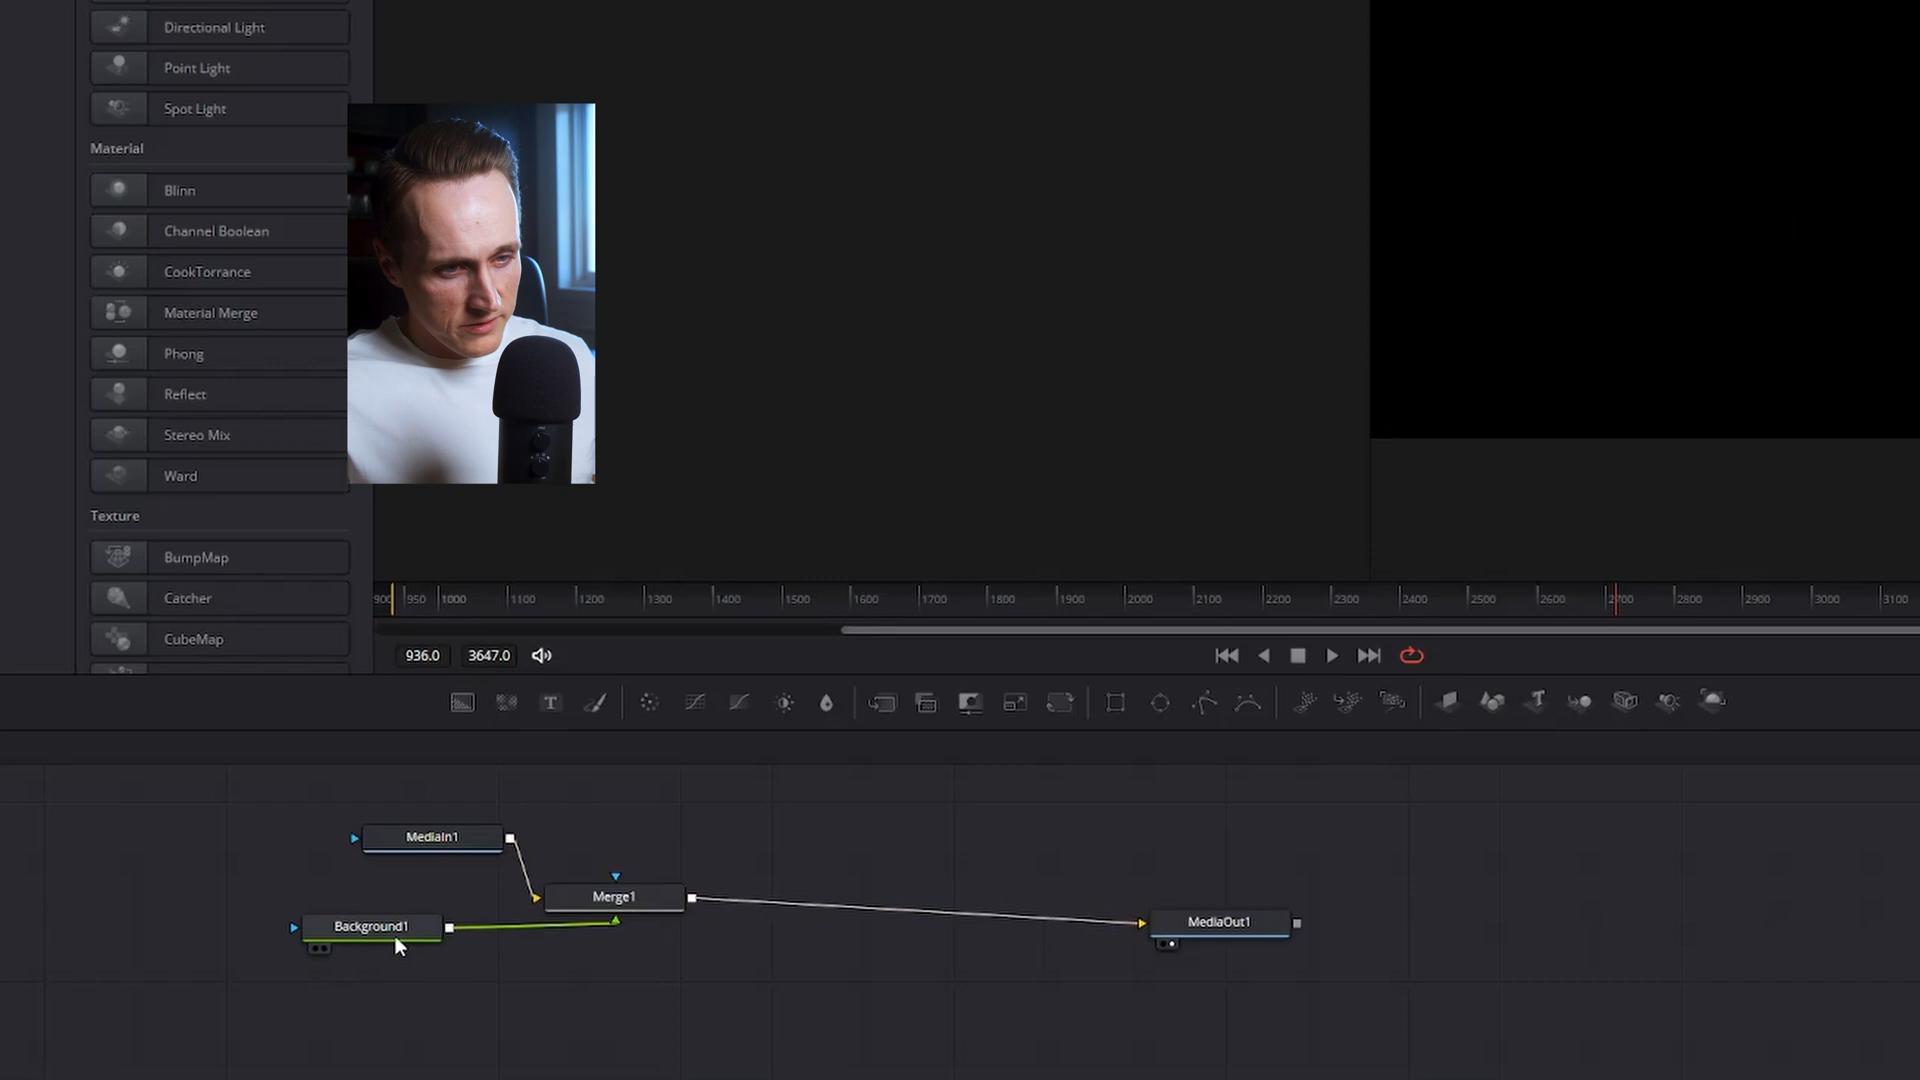 Directional Light
Point Light
Spot Light
Material
Blinn
Channel Boolean
CookTorrance
Material Merge
Phong
Reflect
Stereo Mix
Ward
Texture
BumpMap
Catcher
CubeMap
900 950 1000 1100 1200 1300 1400 1500 1600 1700 1800 1900 2000 2100 2200 2300 2400 2500 2600 2700 2800 2900 3000 3100
936.0 3647.0
T T
MediaIn1
Merge1
Background1
MediaOut1